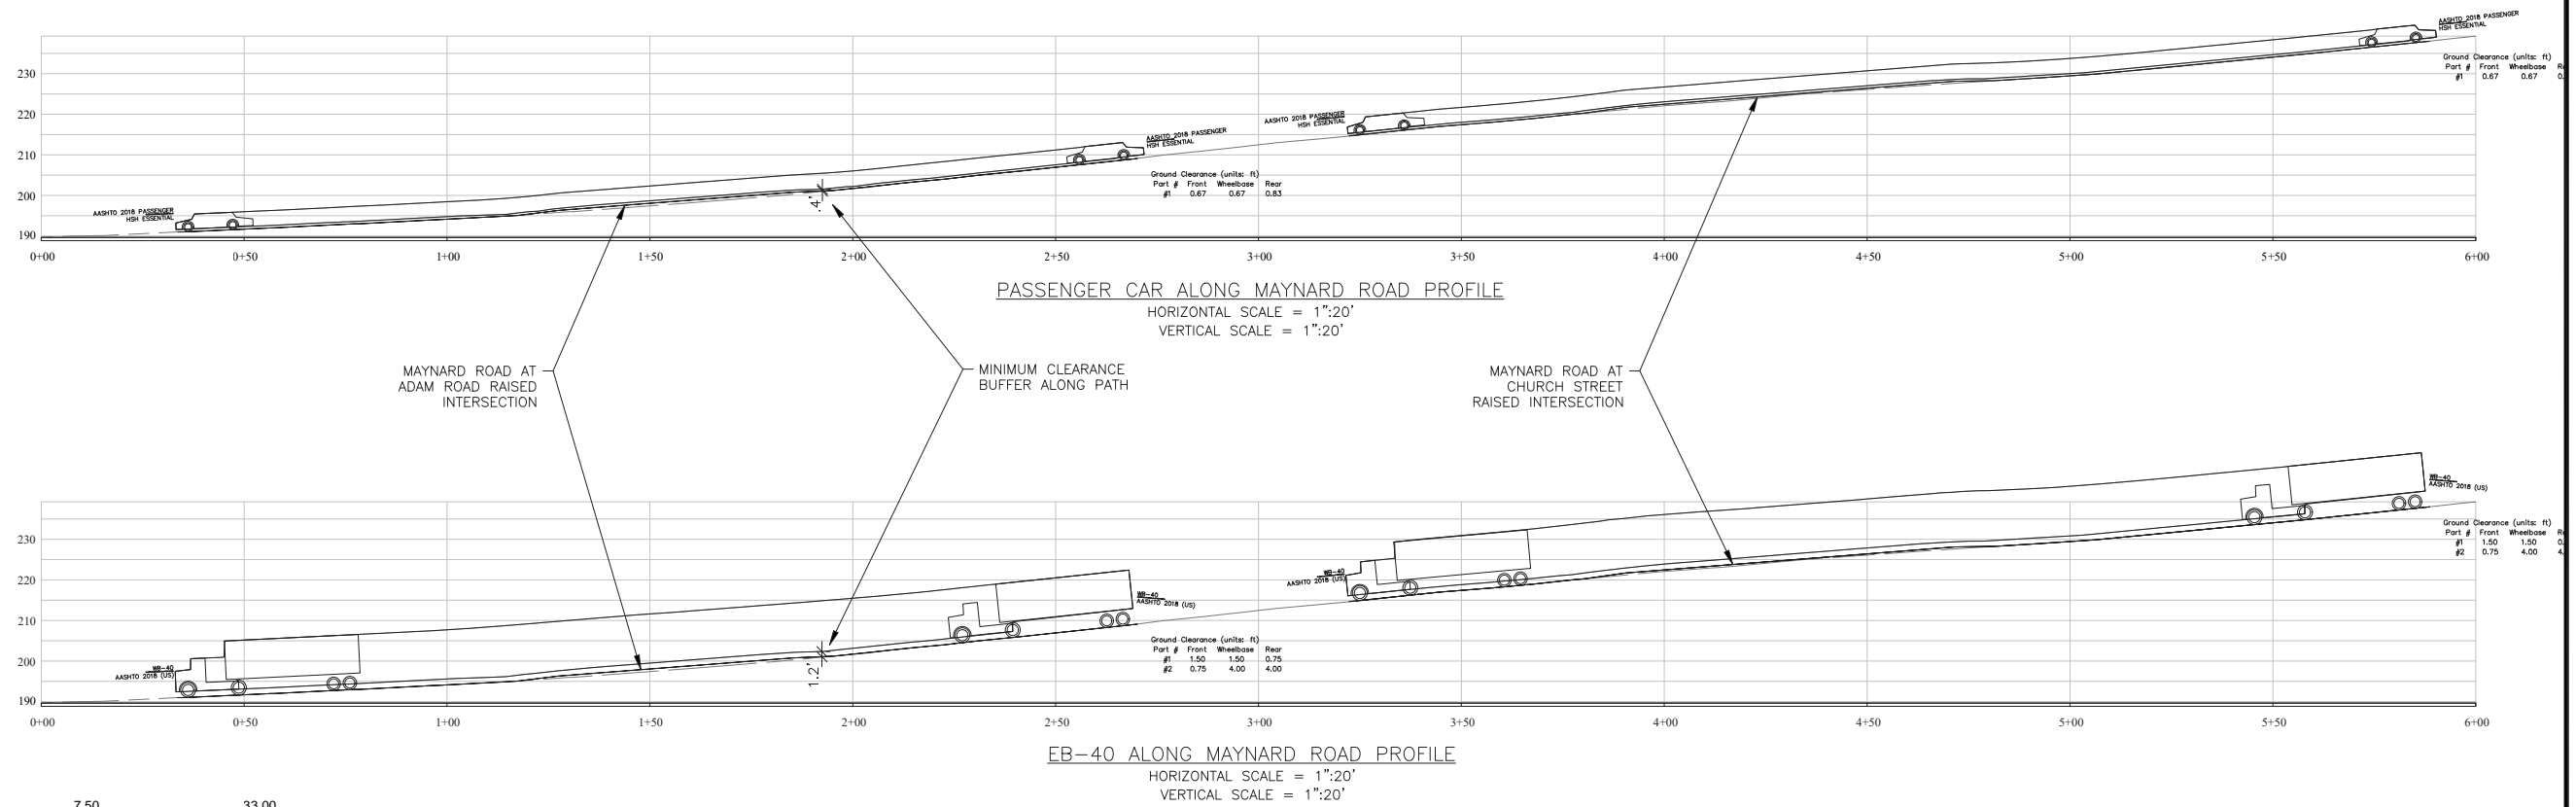 AASHTO 2018 PASSENGER
HSH ESSENTIAL
Ground Clearance (units: ft)
Part # Front Wheelbase
#1 0.67 0.67
230
220
210
200
190
AASHTO 2018 PASSENGER
HSH ESSENTIAL
AASHTO 2018 PASSENGER
HSH ESSENTIAL
Ground Clearance (units: ft)
Part # Front Wheelbase Rear
#1 0.67 0.67 0.83
AASHTO 2018 PASSENGER
HSH ESSENTIAL
.4'
0+00 0+50 1+00 1+50 2+00 2+50 3+00 3+50 4+00 4+50 5+00 5+50 6+00
PASSENGER CAR ALONG MAYNARD ROAD PROFILE
HORIZONTAL SCALE = 1":20'
VERTICAL SCALE = 1":20'
MAYNARD ROAD AT
ADAM ROAD RAISED
INTERSECTION
MINIMUM CLEARANCE
BUFFER ALONG PATH
MAYNARD ROAD AT
CHURCH STREET
RAISED INTERSECTION
WB-40
AASHTO 2018 (US)
Ground Clearance (units: ft)
Part # Front Wheelbase
#1 1.50 1.50
#2 0.75 4.00
230
220
210
200
190
WB-40
AASHTO 2018 (US)
WB-40
AASHTO 2018 (US)
Ground Clearance (units: ft)
Part # Front Wheelbase Rear
#1 1.50 1.50 0.75
#2 0.75 4.00 4.00
WB-40
AASHTO 2018 (US)
1.2'
0+00 0+50 1+00 1+50 2+00 2+50 3+00 3+50 4+00 4+50 5+00 5+50 6+00
EB-40 ALONG MAYNARD ROAD PROFILE
HORIZONTAL SCALE = 1":20'
VERTICAL SCALE = 1":20'
7.50 33.00